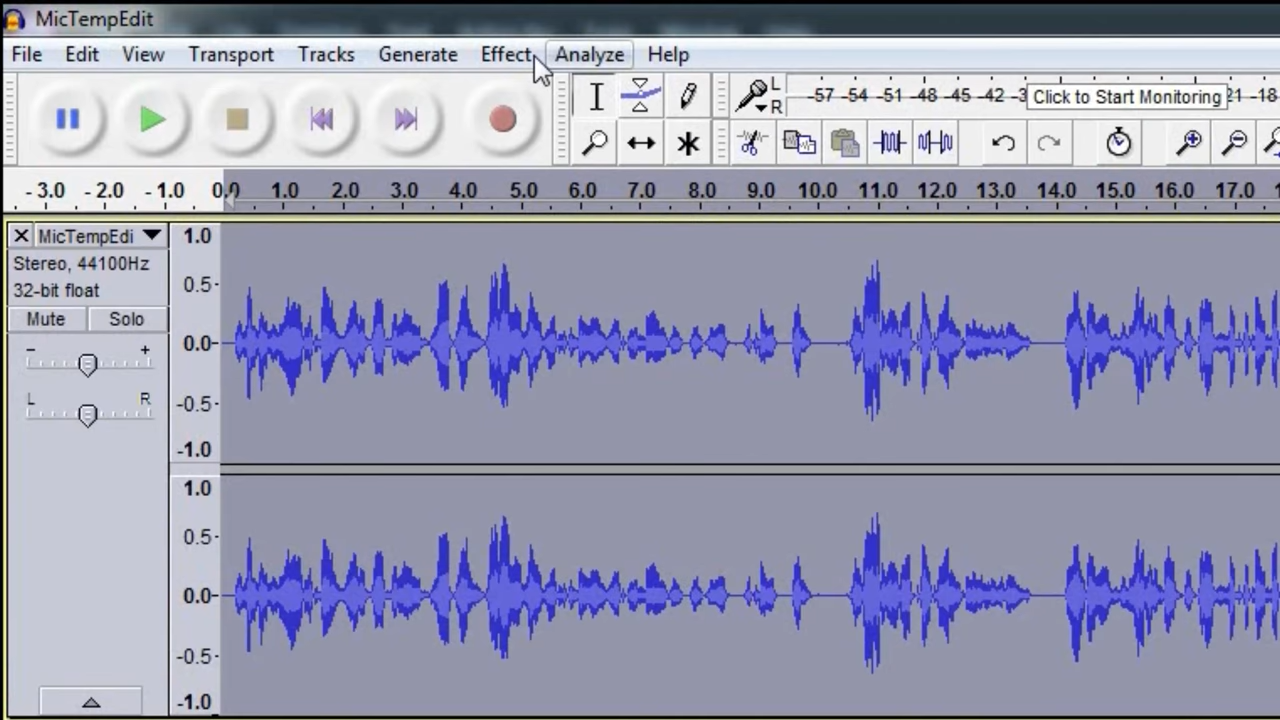 MicTempEdit
File Edit View Transport Tracks Generate Effect Analyze Help
L
R
-57 -54 -51 -48 -45 -42 -3 Click to Start Monitoring 21 -18
- 3.0 - 2.0 - 1.0 0.0 1.0 2.0 3.0 4.0 5.0 6.0 7.0 8.0 9.0 10.0 11.0 12.0 13.0 14.0 15.0 16.0 17.0
MicTempEdi
Stereo, 44100Hz
32-bit float
Mute Solo
- +
L R
1.0
0.5-
0.0-
-0.5-
-1.0
1.0
0.5-
0.0-
-0.5-
-1.0